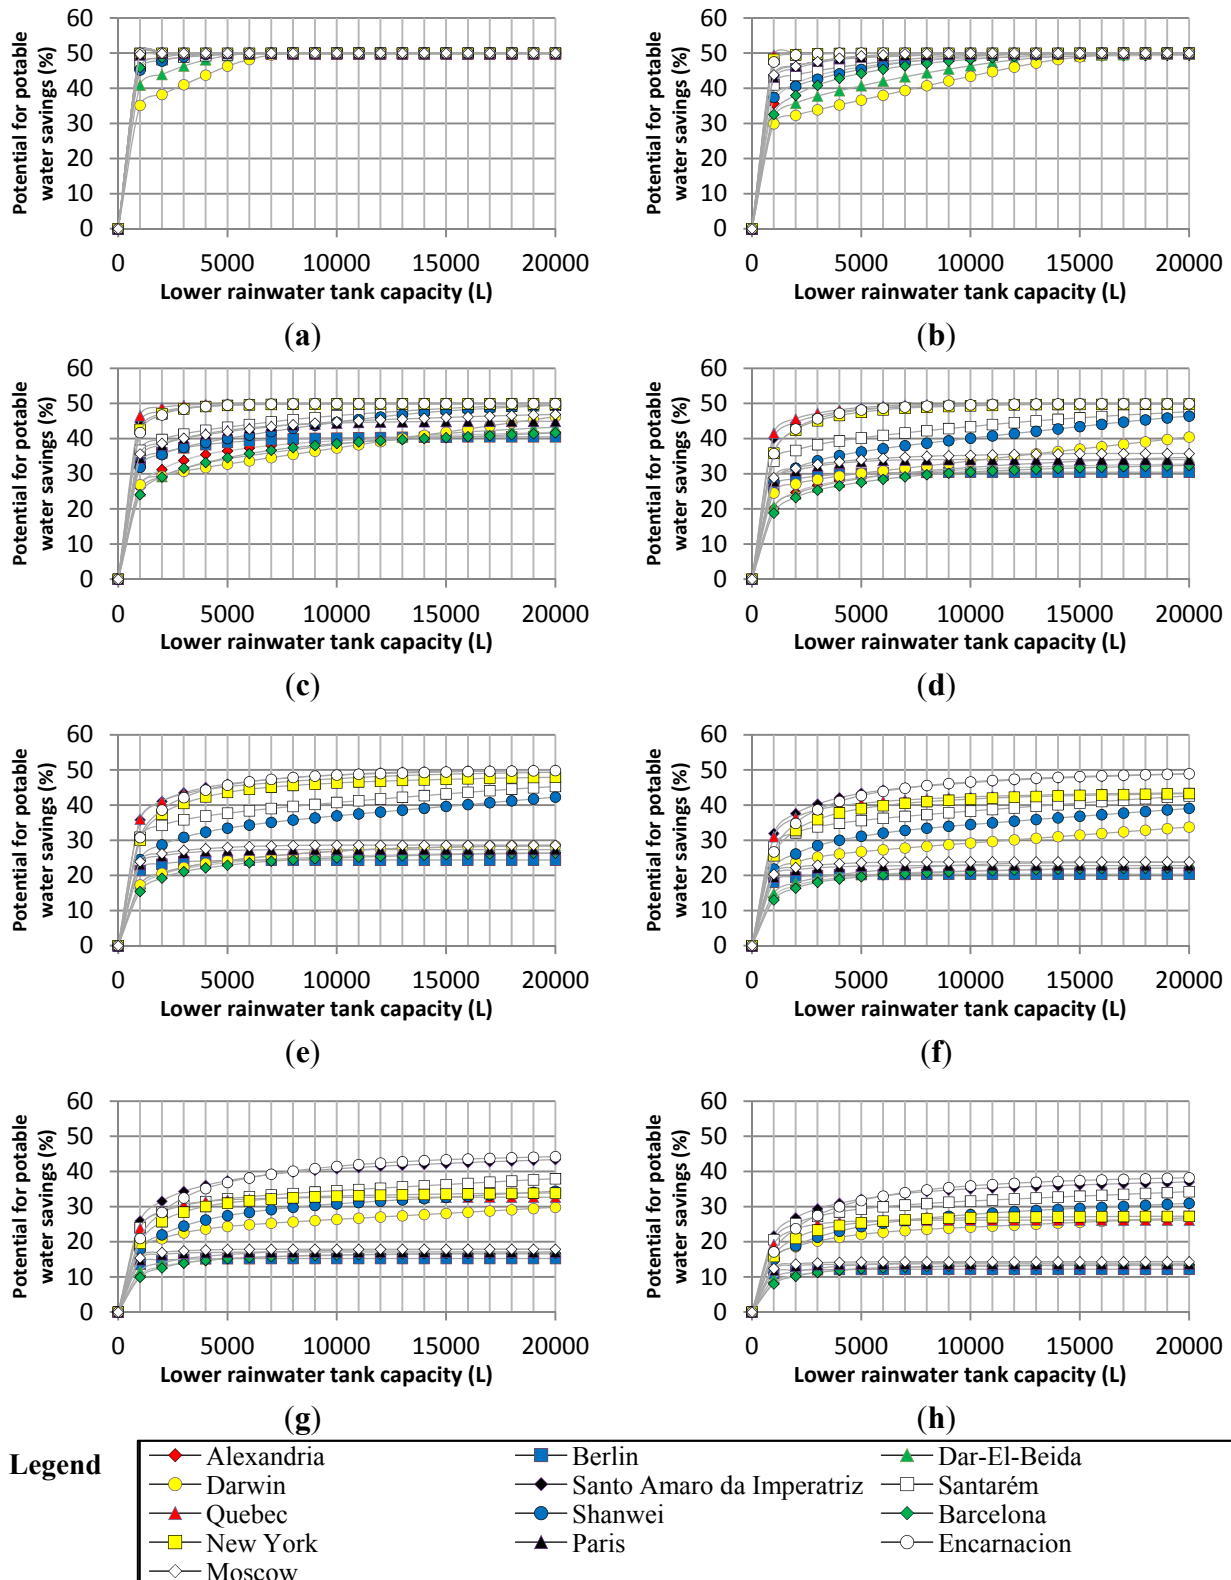 Potential for potable
water savings (%)
60
50
40
30
20
10
0
0 5000 10000 15000 20000
Lower rainwater tank capacity (L)
(a)
Potential for potable
water savings (%)
60
50
40
30
20
10
0
0 5000 10000 15000 20000
Lower rainwater tank capacity (L)
(b)
Potential for potable
water savings (%)
60
50
40
30
20
10
0
0 5000 10000 15000 20000
Lower rainwater tank capacity (L)
(c)
Potential for potable
water savings (%)
60
50
40
30
20
10
0
0 5000 10000 15000 20000
Lower rainwater tank capacity (L)
(d)
Potential for potable
water savings (%)
60
50
40
30
20
10
0
0 5000 10000 15000 20000
Lower rainwater tank capacity (L)
(e)
Potential for potable
water savings (%)
60
50
40
30
20
10
0
0 5000 10000 15000 20000
Lower rainwater tank capacity (L)
(f)
Potential for potable
water savings (%)
60
50
40
30
20
10
0
0 5000 10000 15000 20000
Lower rainwater tank capacity (L)
(g)
Potential for potable
water savings (%)
60
50
40
30
20
10
0
0 5000 10000 15000 20000
Lower rainwater tank capacity (L)
(h)
Legend
Alexandria Berlin Dar-El-Beida
Darwin Santo Amaro da Imperatriz Santarém
Quebec Shanwei Barcelona
New York Paris Encarnacion
Moscow